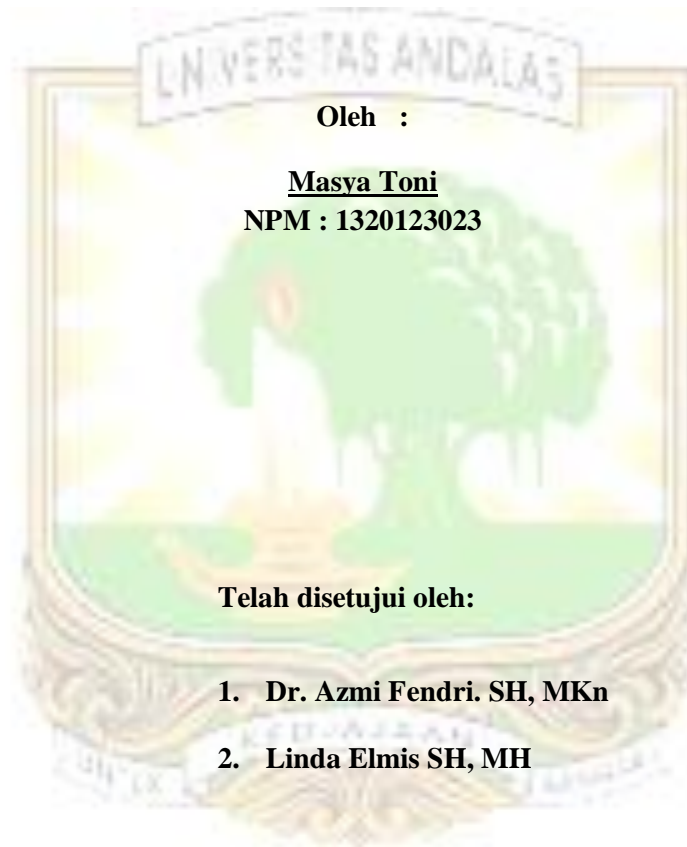 UNIVERSITAS ANDALAS
Oleh :
Masya Toni
NPM : 1320123023
Telah disetujui oleh:
1. Dr. Azmi Fendri. SH, MKn
2. Linda Elmis SH, MH